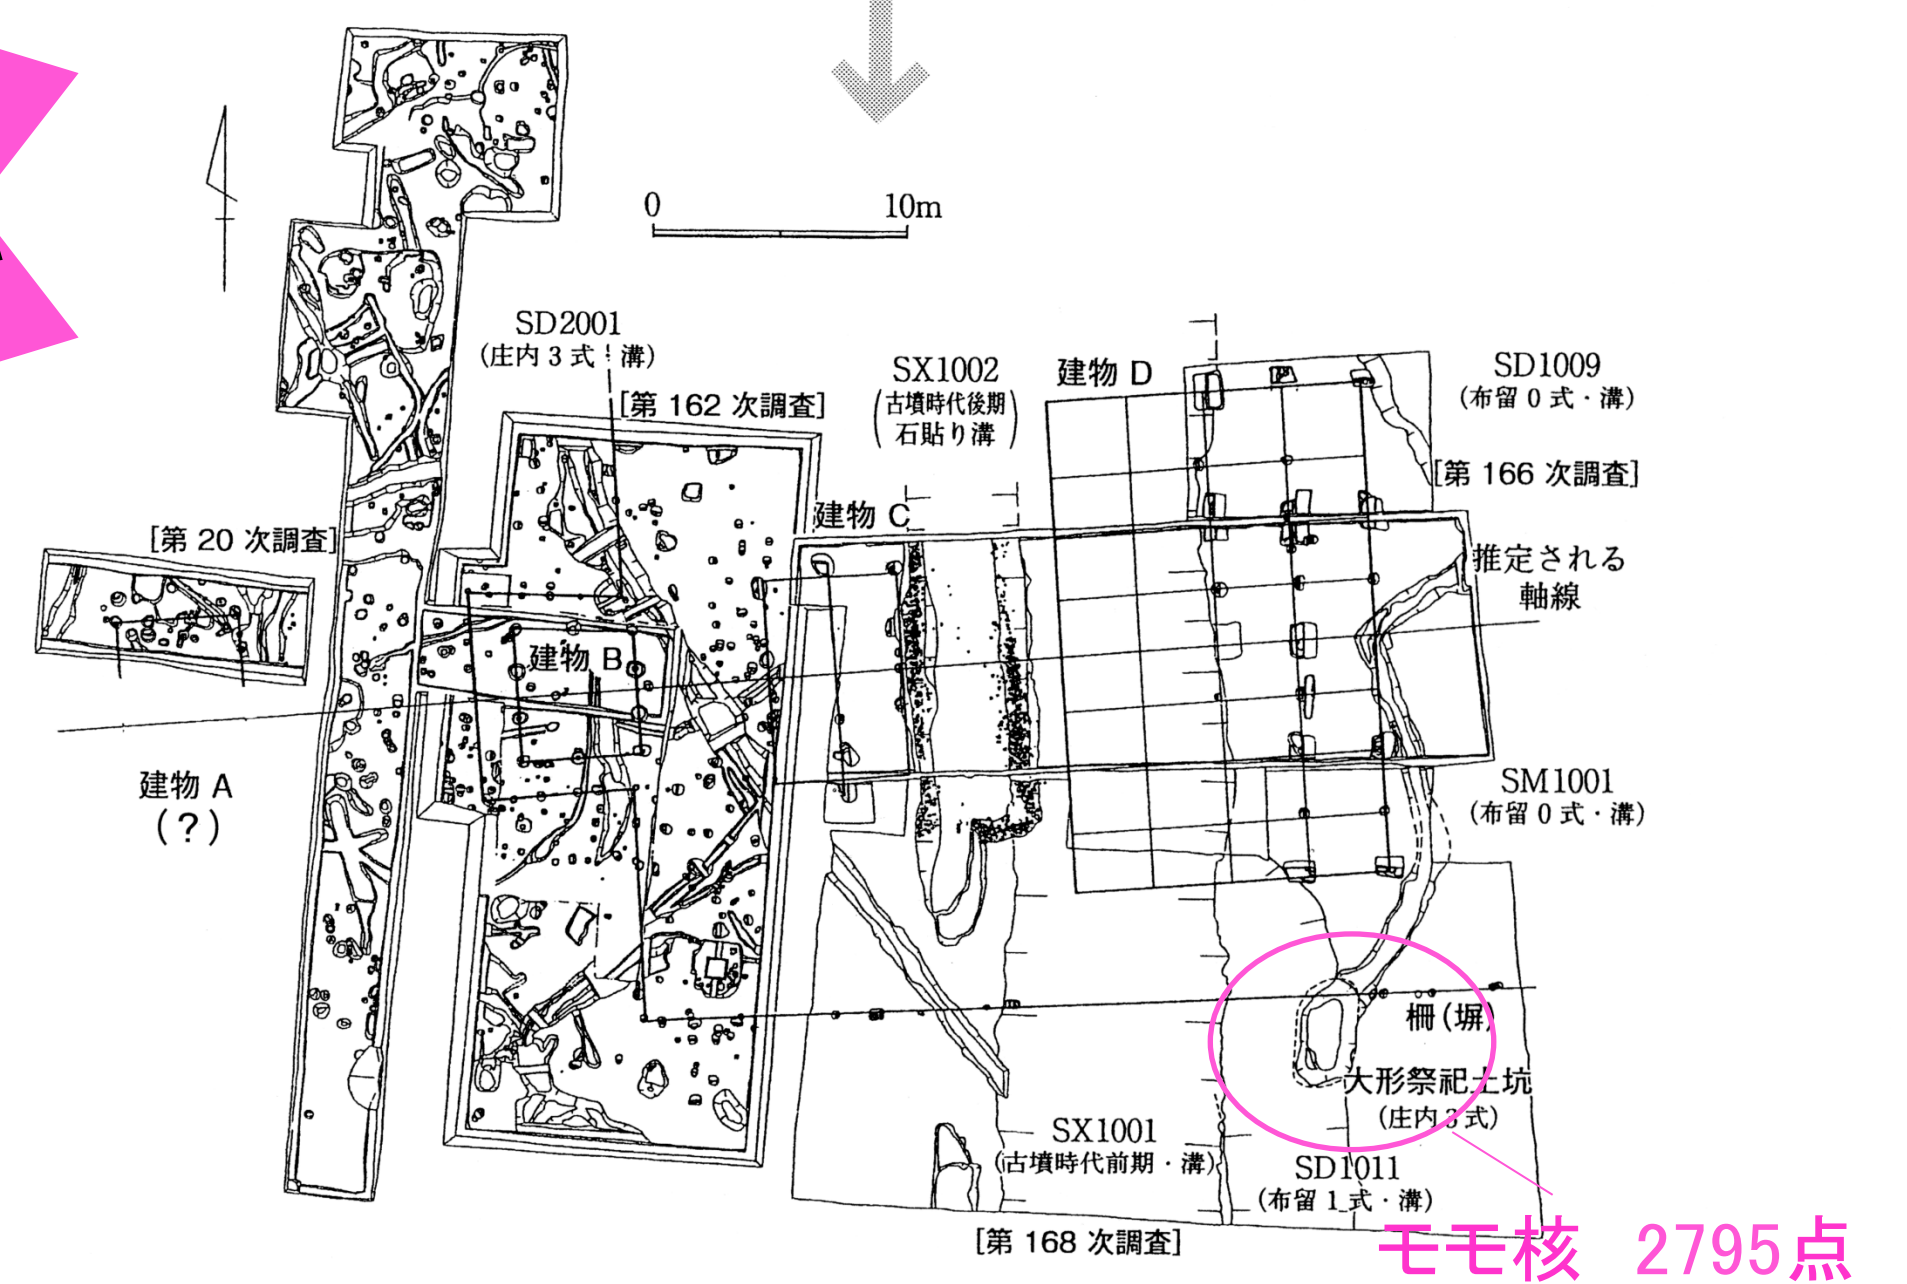 0 10m
SD2001
(庄内3式・溝)
[第 162 次調査]
SX1002
(古墳時代後期
石貼り溝)
建物 D
SD1009
(布留0式・溝)
[第 166 次調査]
建物 C
[第 20 次調査]
推定される
軸線
建物 B
建物 A
(?)
SM1001
(布留0式・溝)
柵(塀)
大形祭祀土坑
(庄内3式)
SX1001
(古墳時代前期・溝)
SD1011
(布留1式・溝)
[第 168 次調査]
モモ核 2795点